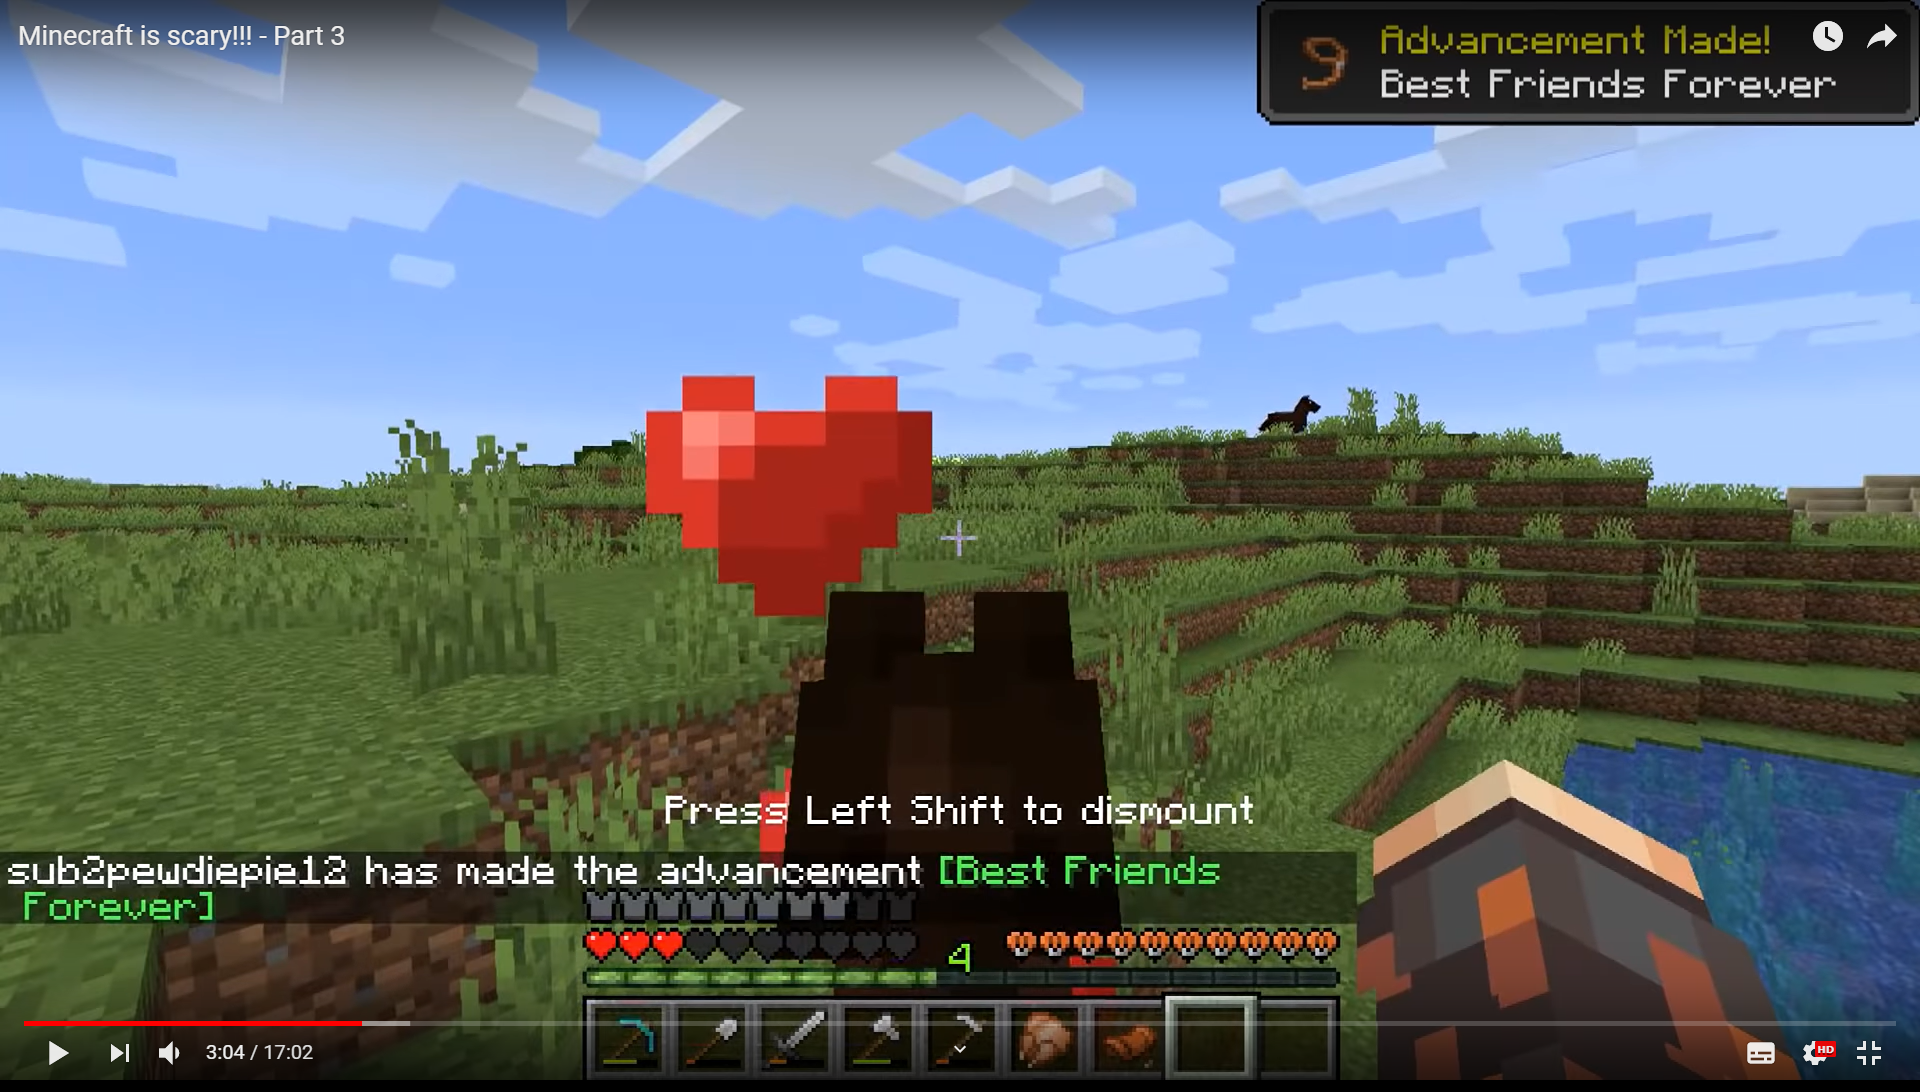 Minecraft is scary!!! - Part 3
Advancement Made!
Best Friends Forever
Press Left Shift to dismount
sub2pewdiepie12 has made the advancement [Best Friends
Forever]
4
3:04 / 17:02
HD